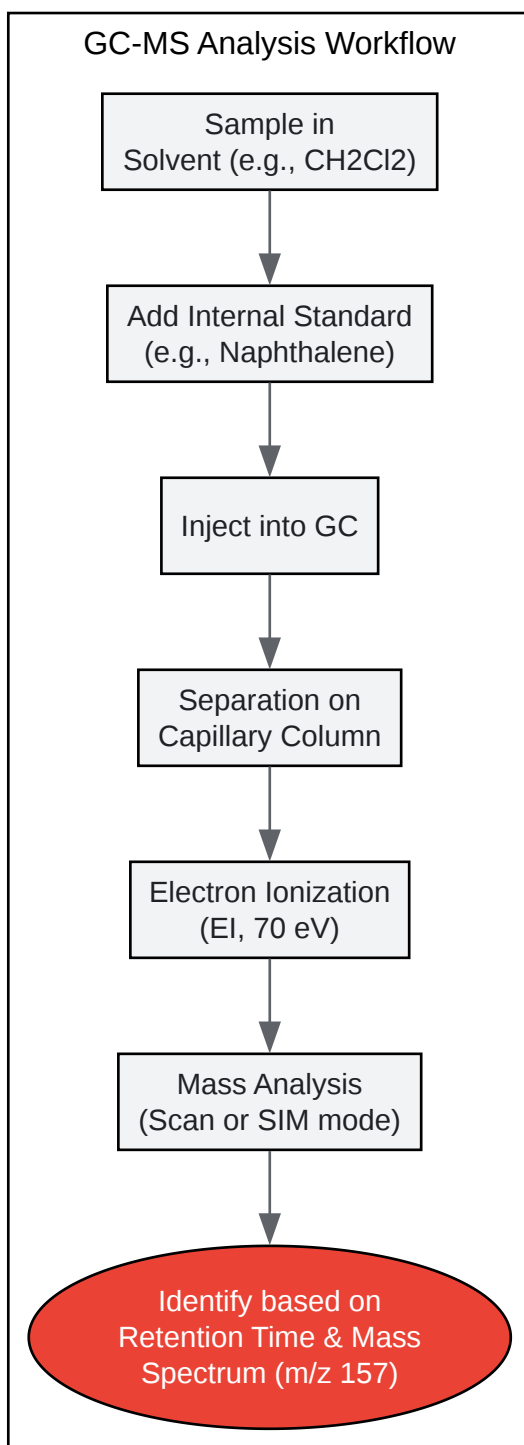 GC-MS Analysis Workflow
Sample in
Solvent (e.g., CH2Cl2)
Add Internal Standard
(e.g., Naphthalene)
Inject into GC
Separation on
Capillary Column
Electron Ionization
(EI, 70 eV)
Mass Analysis
(Scan or SIM mode)
Identify based on
Retention Time & Mass
Spectrum (m/z 157)